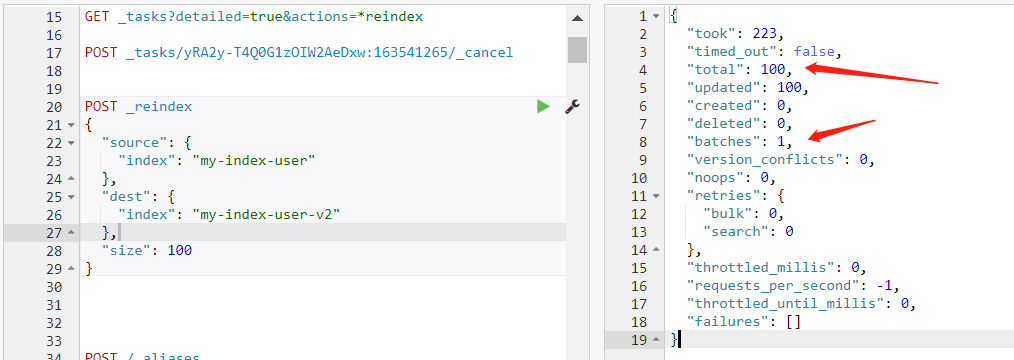 15 GET _tasks?detailed=true&actions=*reindex
16
17 POST _tasks/yRA2y-T4Q0G1zOIW2AeDxw:163541265/_cancel
18
19
20 POST _reindex
21 {
22 "source": {
23 "index": "my-index-user"
24 },
25 "dest": {
26 "index": "my-index-user-v2"
27 },
28 "size": 100
29 }
30
31
32
33
34 POST /_aliases
1 {
2 "took": 223,
3 "timed_out": false,
4 "total": 100,
5 "updated": 100,
6 "created": 0,
7 "deleted": 0,
8 "batches": 1,
9 "version_conflicts": 0,
10 "noops": 0,
11 "retries": {
12 "bulk": 0,
13 "search": 0
14 },
15 "throttled_millis": 0,
16 "requests_per_second": -1,
17 "throttled_until_millis": 0,
18 "failures": []
19 }